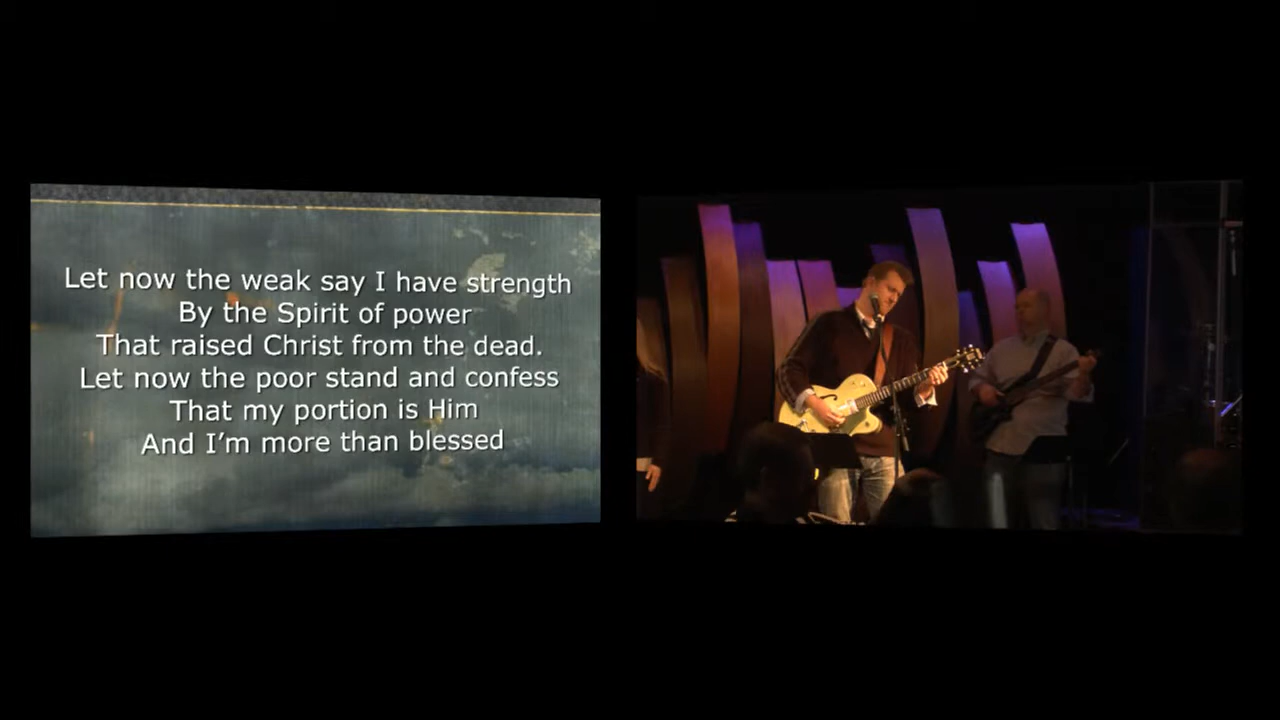 Let now the weak say I have strength
By the Spirit of power
That raised Christ from the dead.
Let now the poor stand and confess
That my portion is Him
And I'm more than blessed